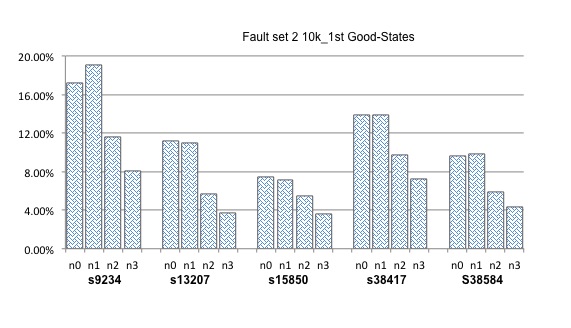 Fault set 2 10k_1st Good-States
20.00%
16.00%
12.00%
8.00%
4.00%
0.00%
n0 n1 n2 n3 n0 n1 n2 n3 n0 n1 n2 n3 n0 n1 n2 n3 n0 n1 n2 n3
s9234 s13207 s15850 s38417 S38584